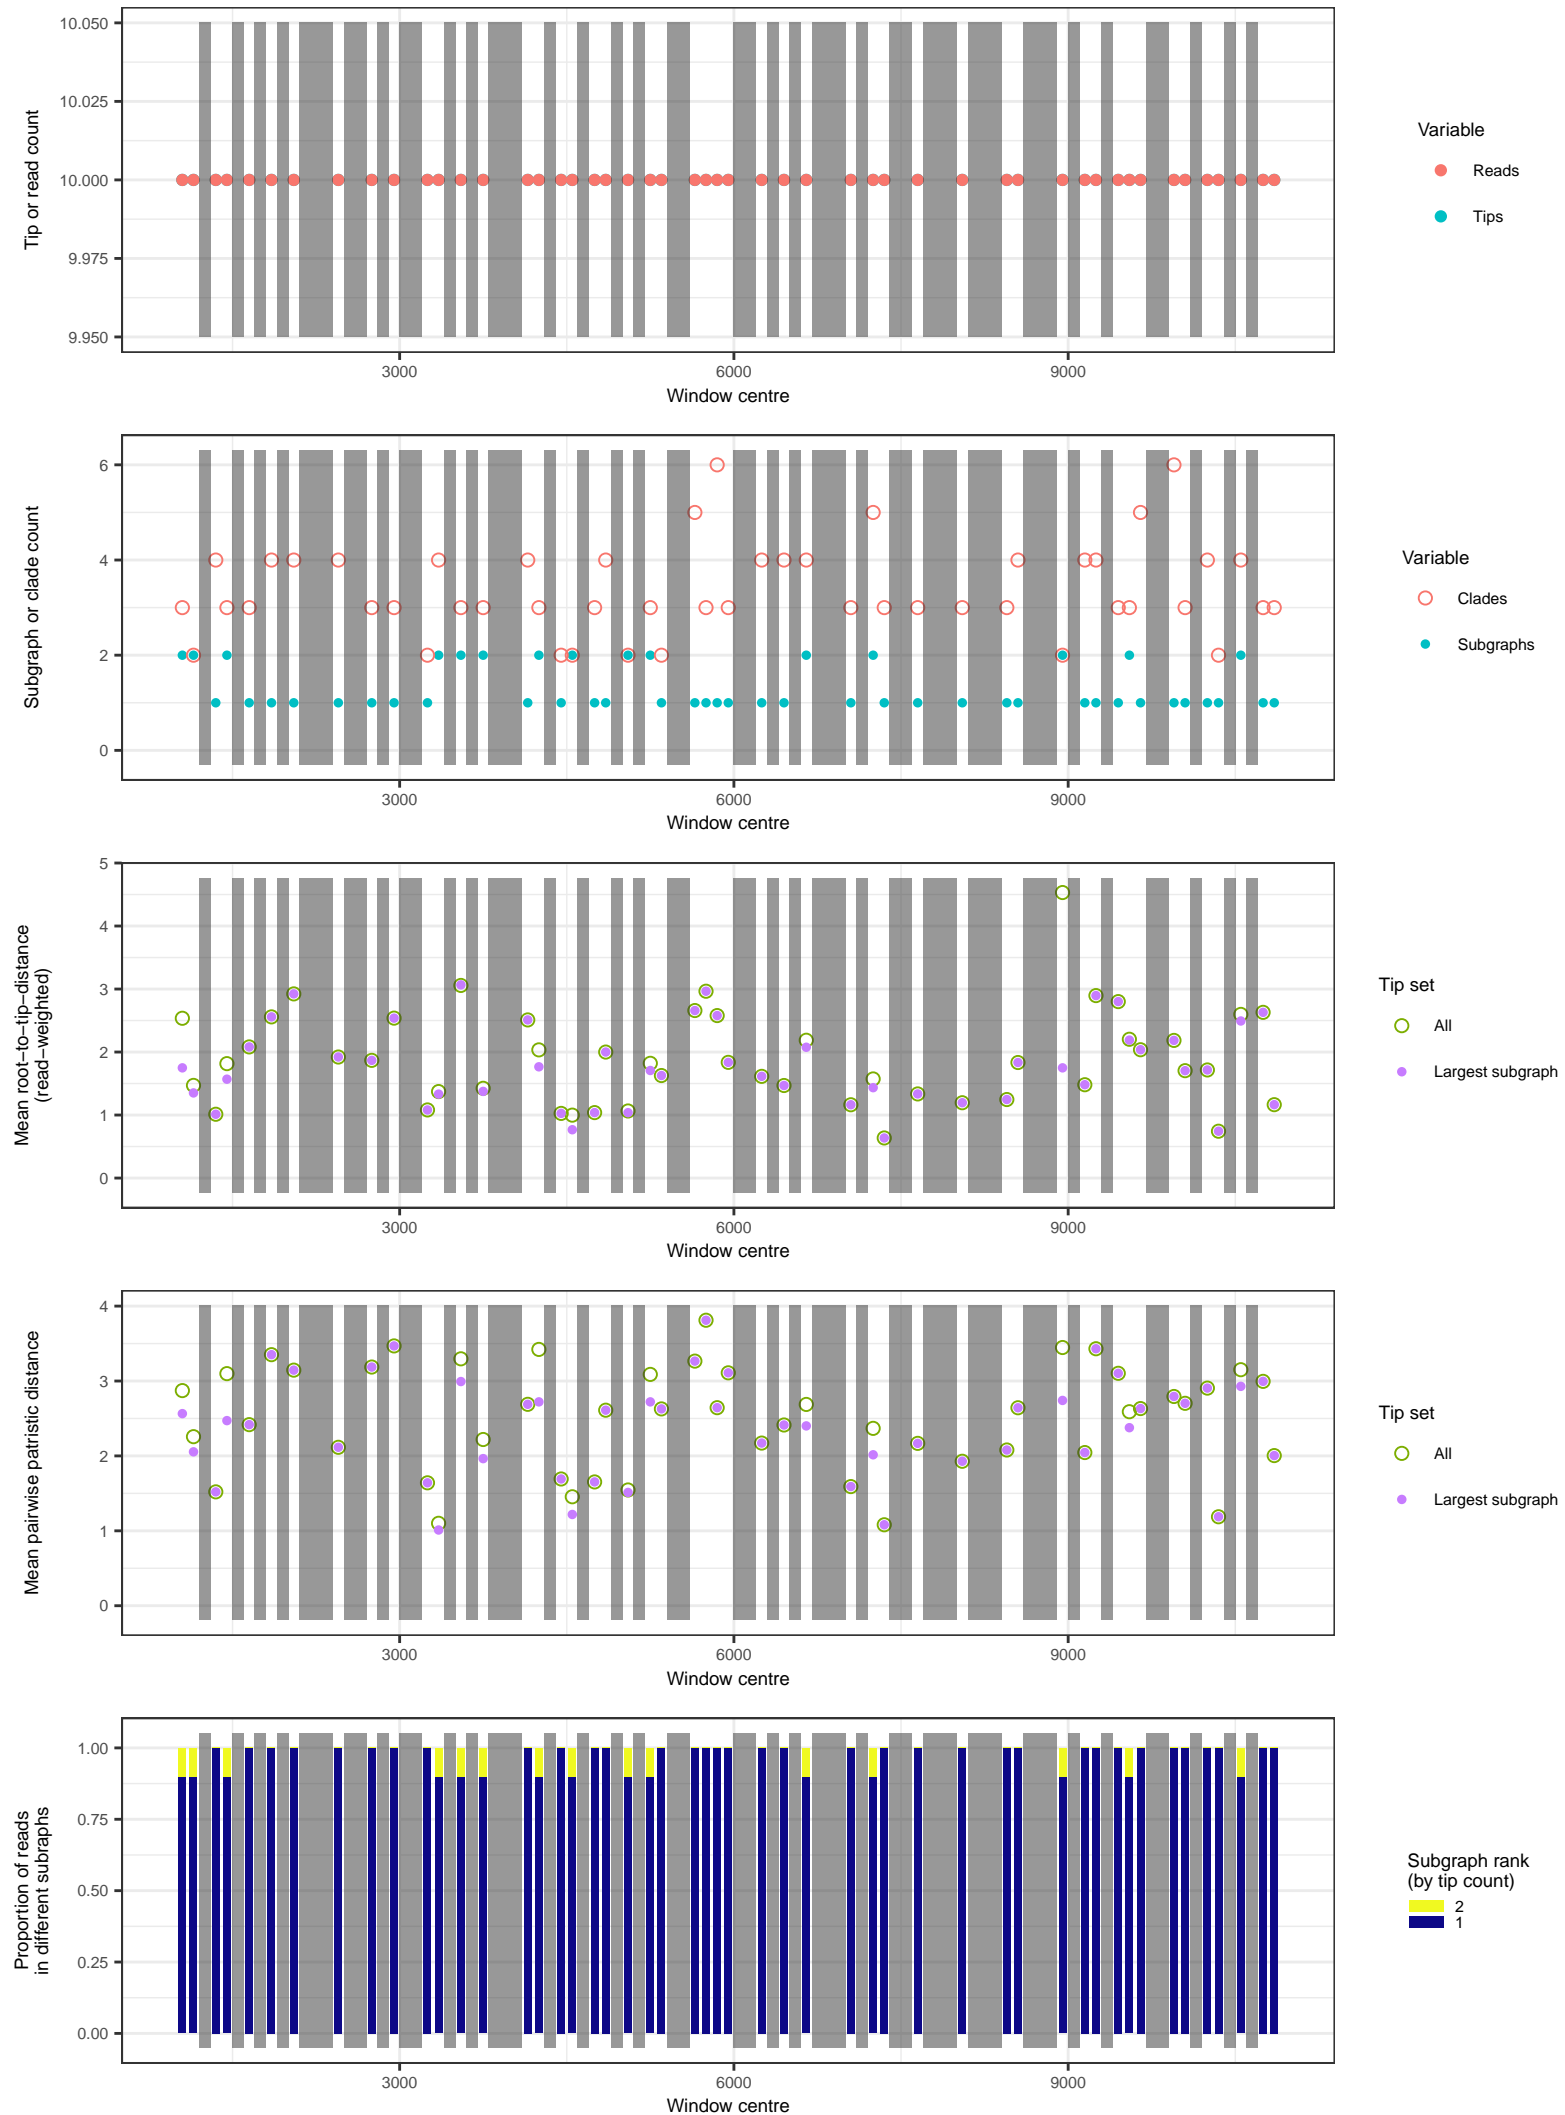 10.050
10.025
10.000
9.975
9.950
Tip or read count
3000
6000
9000
Window centre
Variable
Reads
Tips
6
4
2
0
Subgraph or clade count
3000
6000
9000
Window centre
Variable
Clades
Subgraphs
5
4
3
2
1
0
Mean root−to−tip−distance
(read−weighted)
3000
6000
9000
Window centre
Tip set
All
Largest subgraph
4
3
2
1
0
Mean pairwise patristic distance
3000
6000
9000
Window centre
Tip set
All
Largest subgraph
1.00
0.75
0.50
0.25
0.00
Proportion of reads
in different subraphs
3000
6000
9000
Window centre
Subgraph rank
(by tip count)
2
1